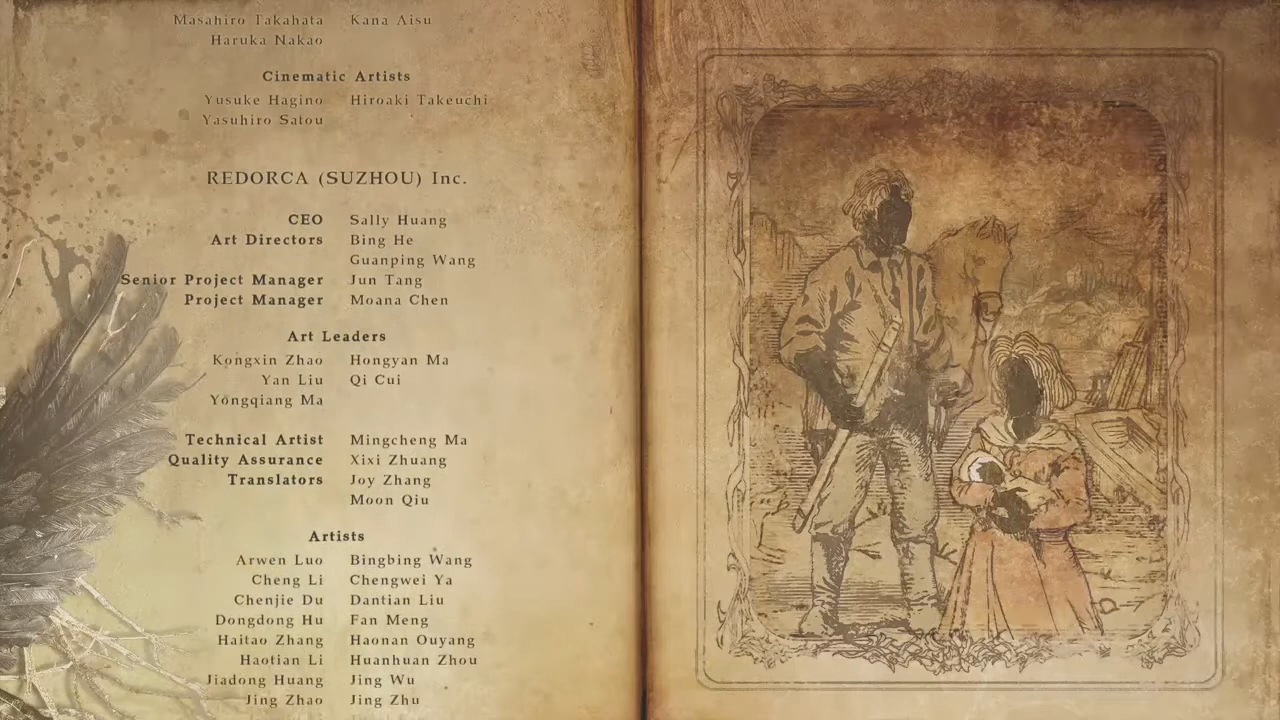 Masahiro Takahata Kana Aisu
Haruka Nakao
Cinematic Artists
Yusuke Hagino Hiroaki Takeuchi
Yasuhiro Satou
REDORCA (SUZHOU) Inc.
CEO Sally Huang
Art Directors Bing He
Guanping Wang
Senior Project Manager Jun Tang
Project Manager Moana Chen
Art Leaders
Kongxin Zhao Hongyan Ma
Yan Liu Qi Cui
Yongqiang Ma
Technical Artist Mingcheng Ma
Quality Assurance Xixi Zhuang
Translators Joy Zhang
Moon Qiu
Artists
Arwen Luo Bingbing Wang
Cheng Li Chengwei Ya
Chenjie Du Dantian Liu
Dongdong Hu Fan Meng
Haitao Zhang Haonan Ouyang
Haotian Li Huanhuan Zhou
Jiadong Huang Jing Wu
Jing Zhao Jing Zhu